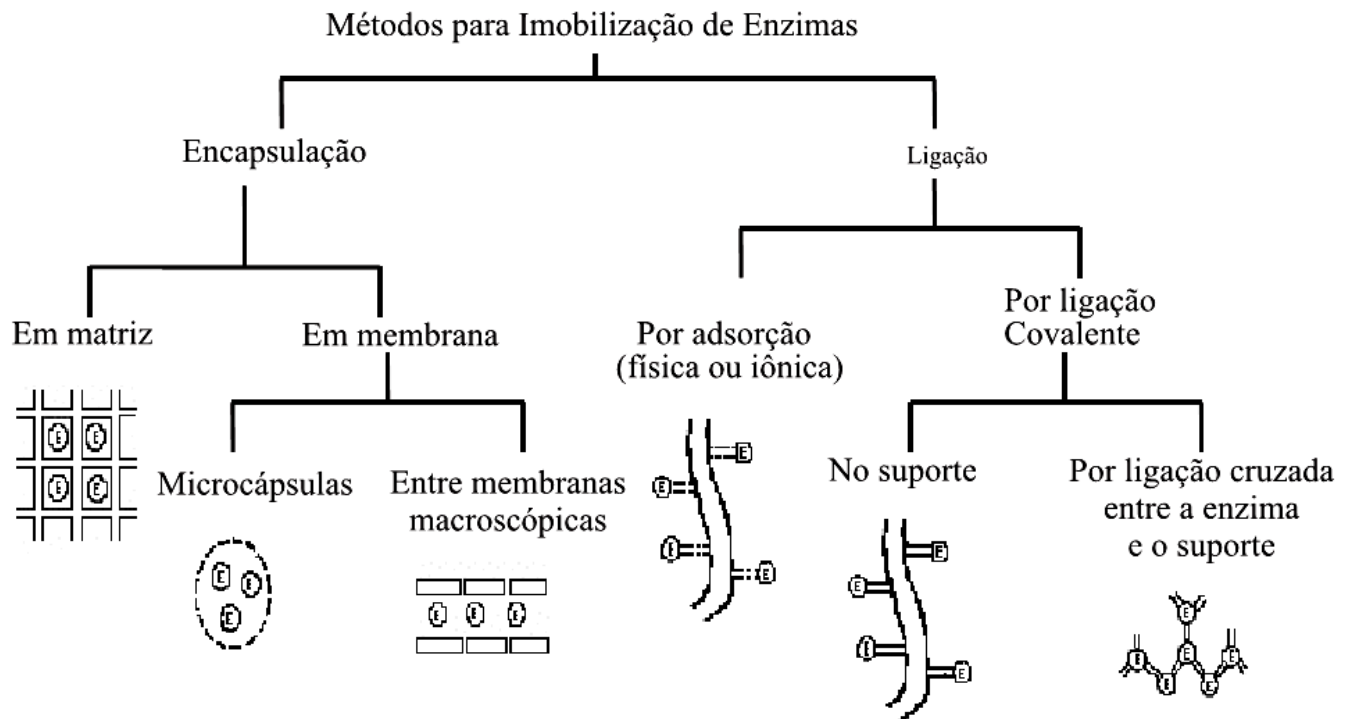 Métodos para Imobilização de Enzimas
Encapsulação
Ligação
Em matriz
Em membrana
Por adsorção
(física ou iônica)
Por ligação
Covalente
Microcápsulas
Entre membranas
macroscópicas
No suporte
Por ligação cruzada
entre a enzima
e o suporte
E E
E E
E E
E
E E E
E
E
E
E
E
E
E
E
E
E E E
E E